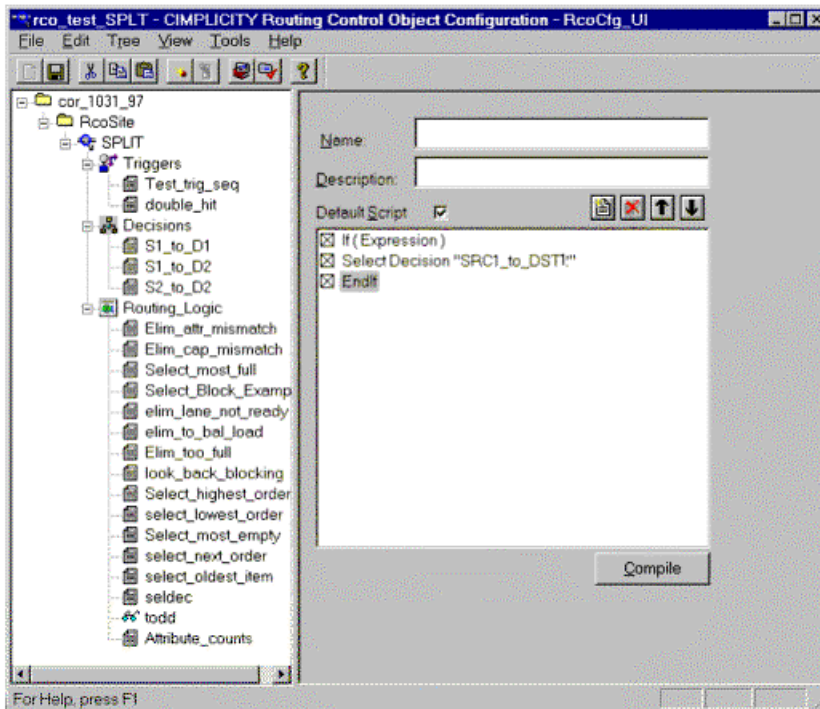 rco_test_SPLT - CIMPLICITY Routing Control Object Configuration - RcoCfg_UI
File Edit Tree View Tools Help
cor_1031_97
RcoSite
SPLIT
Triggers
Test_trig_seq
double_hit
Decisions
S1_to_D1
S1_to_D2
S2_to_D2
Routing_Logic
Elim_attr_mismatch
Elim_cap_mismatch
Select_most_full
Select_Block_Examp
elim_lane_not_ready
elim_to_bal_load
Elim_too_full
look_back_blocking
Select_highest_order
select_lowest_order
Select_most_empty
select_next_order
select_oldest_item
seldec
todd
Attribute_counts
Name:
Description:
Default Script
If ( Expression )
Select Decision "SRC1_to_DST1:"
EndIf
Compile
For Help, press F1